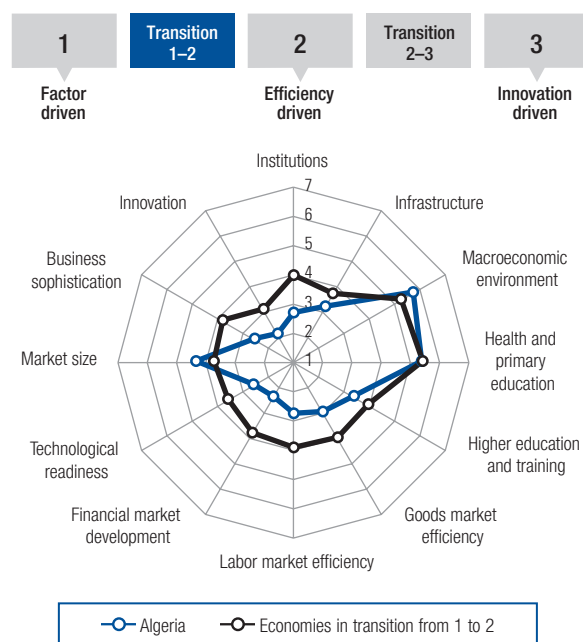 1
Transition
1–2
2
Transition
2–3
3
Factor
driven
Efficiency
driven
Innovation
driven
Institutions
7
6
5
4
3
2
1
Infrastructure
Macroeconomic
environment
Health and
primary
education
Higher education
and training
Goods market
efficiency
Labor market efficiency
Financial market
development
Technological
readiness
Market size
Business
sophistication
Innovation
Algeria
Economies in transition from 1 to 2